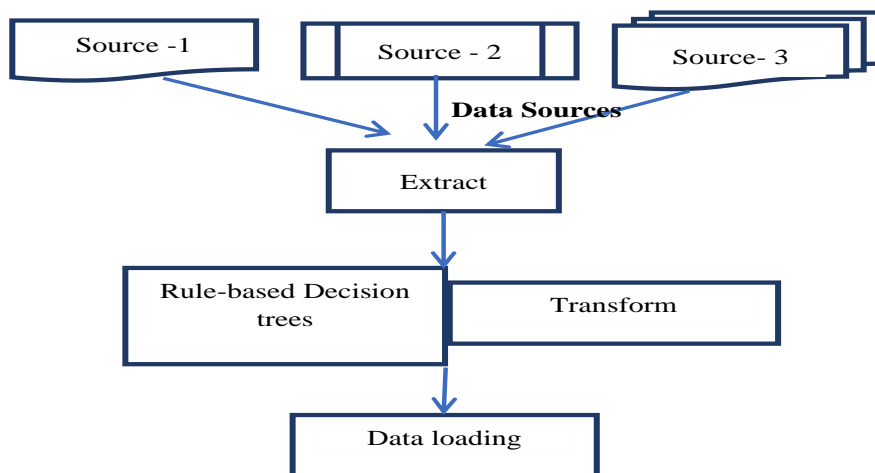 Source -1
Source - 2
Source- 3
Data Sources
Extract
Rule-based Decision
trees
Transform
Data loading